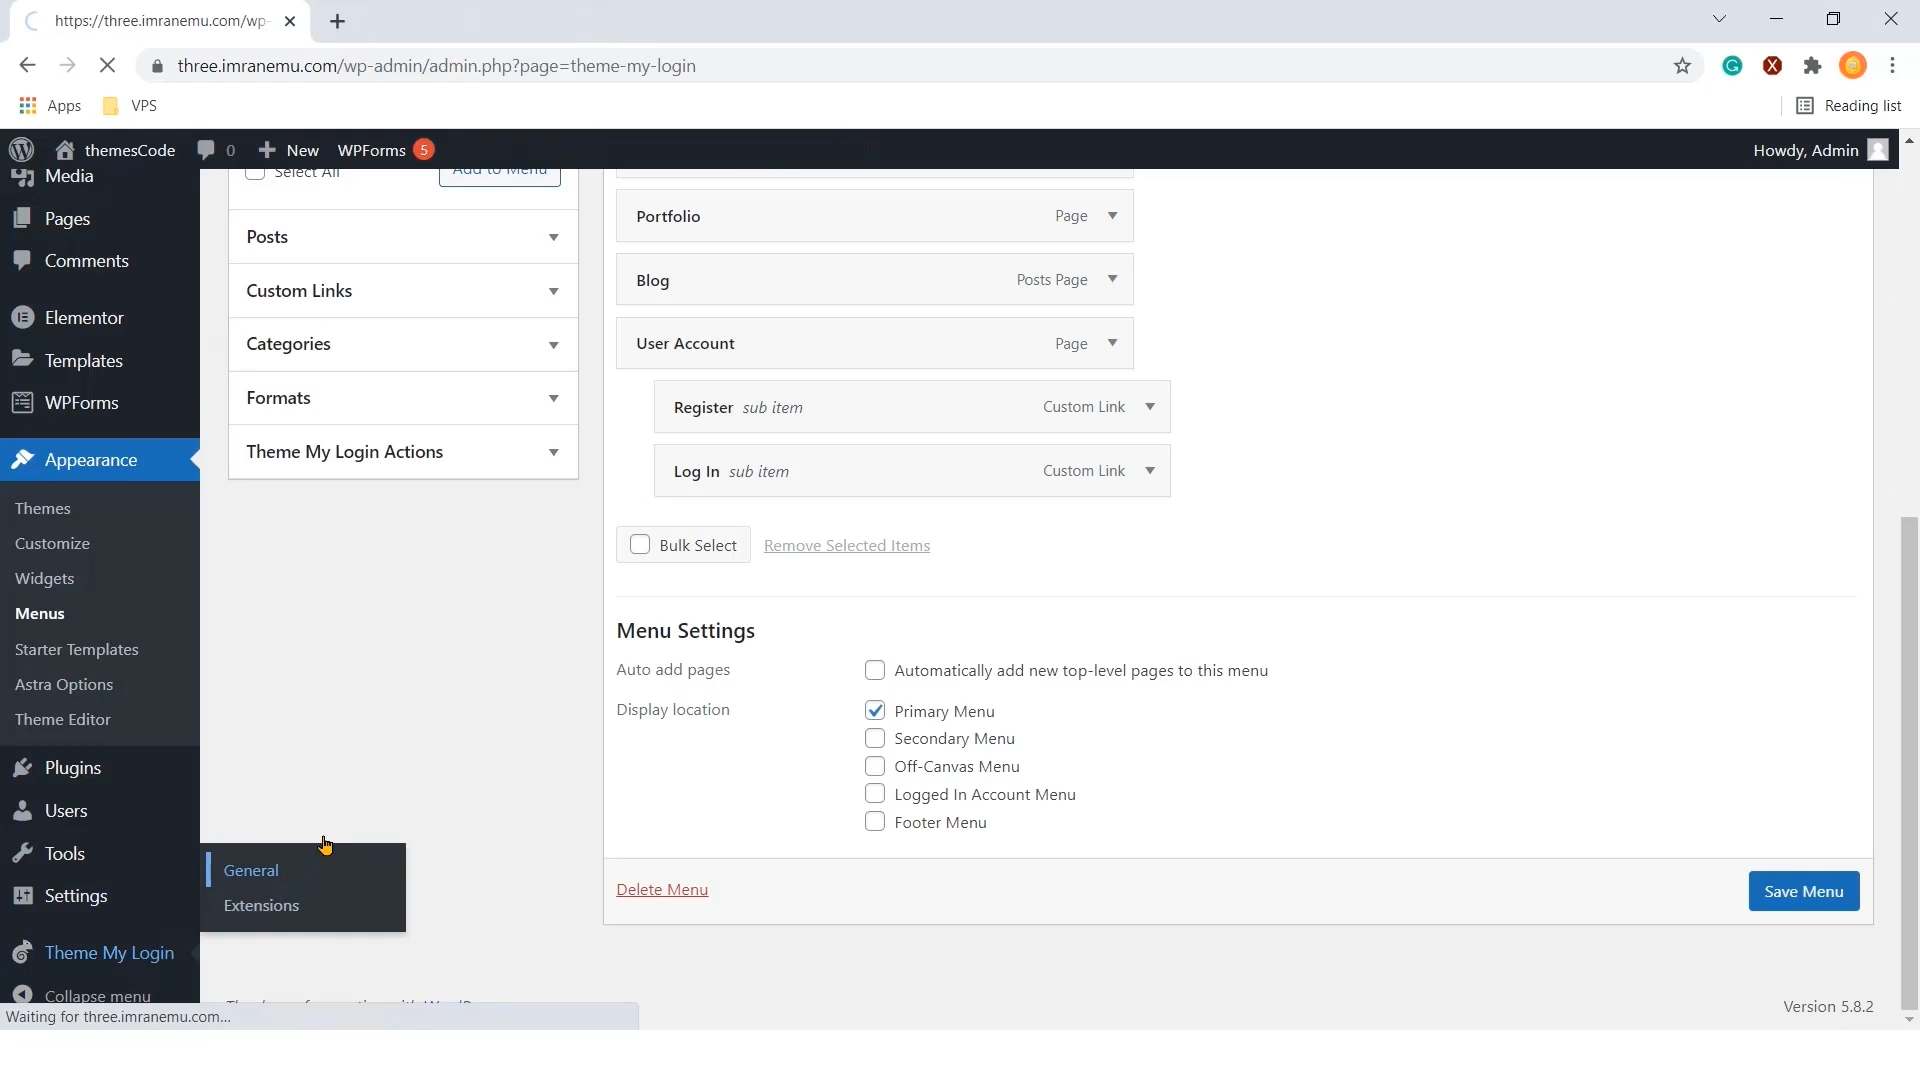 https://three.imranemu.com/wp-
three.imranemu.com/wp-admin/admin.php?page=theme-my-login
Apps
VPS
Reading list
themesCode
0
New
WPForms
5
Howdy, Admin
Media
Pages
Comments
Elementor
Templates
WPForms
Appearance
Themes
Customize
Widgets
Menus
Starter Templates
Astra Options
Theme Editor
Plugins
Users
Tools
Settings
Theme My Login
Collapse menu
General
Extensions
Select All
Add to Menu
Posts
Custom Links
Categories
Formats
Theme My Login Actions
Portfolio Page
Blog Posts Page
User Account Page
Register sub item Custom Link
Log In sub item Custom Link
Bulk Select
Remove Selected Items
Menu Settings
Auto add pages
Automatically add new top-level pages to this menu
Display location
Primary Menu
Secondary Menu
Off-Canvas Menu
Logged In Account Menu
Footer Menu
Delete Menu
Save Menu
Version 5.8.2
Waiting for three.imranemu.com...